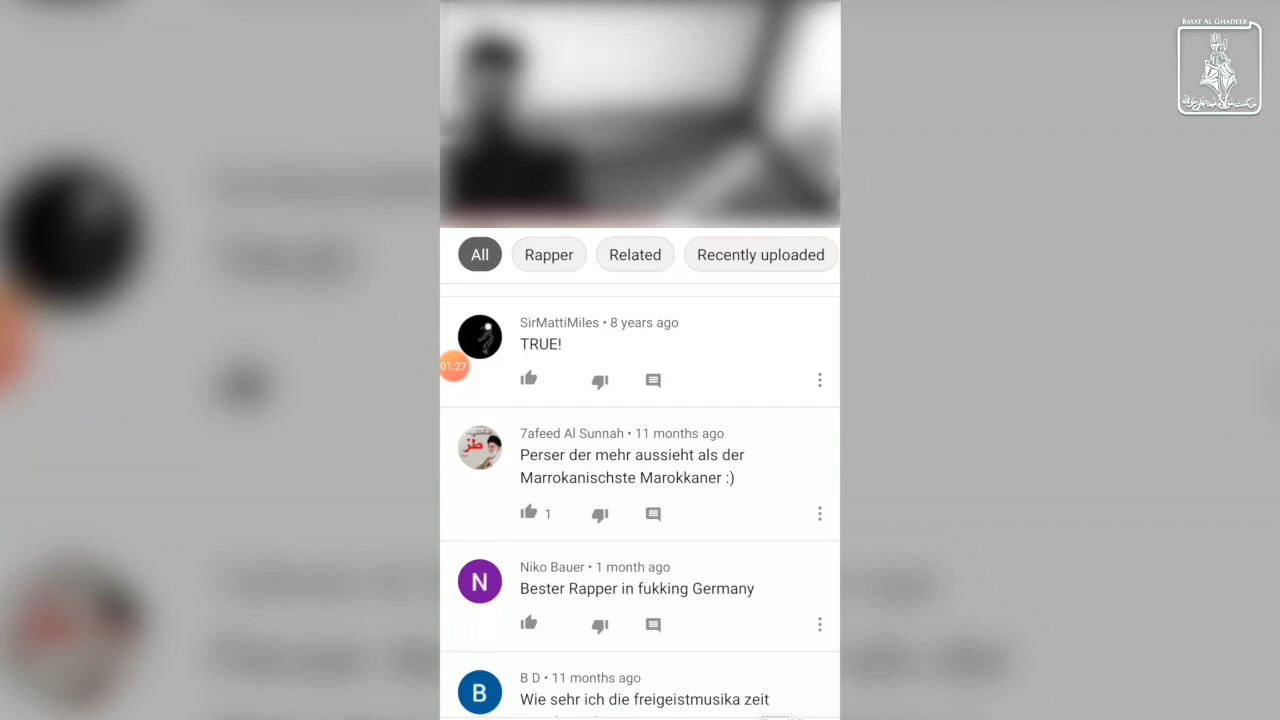 BAYAT AL GHADEER
All
Rapper
Related
Recently uploaded
SirMattiMiles • 8 years ago
TRUE!
01:27
7afeed Al Sunnah • 11 months ago
طز
Perser der mehr aussieht als der
Marrokanischste Marokkaner :)
1
N
Niko Bauer • 1 month ago
Bester Rapper in fukking Germany
B
B D • 11 months ago
Wie sehr ich die freigeistmusika zeit